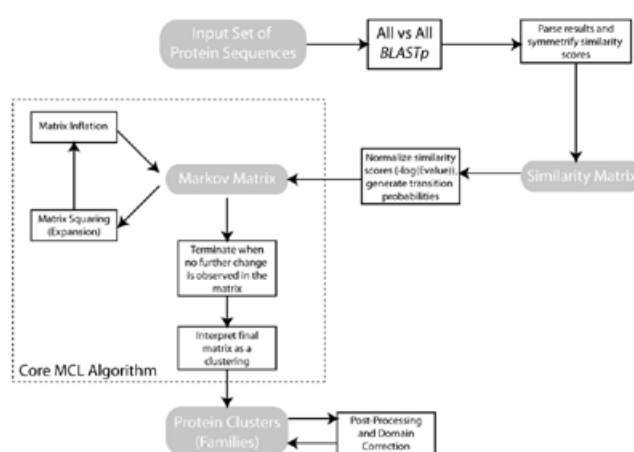 Input Set of
Protein Sequences
All vs All
BLASTp
Parse results and
symmetrify similarity
scores
Matrix Inflation
Markov Matrix
Normalize similarity
scores (-log(Evalue)),
generate transition
probabilities
Similarity Matrix
Matrix Squaring
(Expansion)
Terminate when
no further change
is observed in the
matrix
Interpret final
matrix as a
clustering
Core MCL Algorithm
Protein Clusters
(Families)
Post-Processing
and Domain
Correction